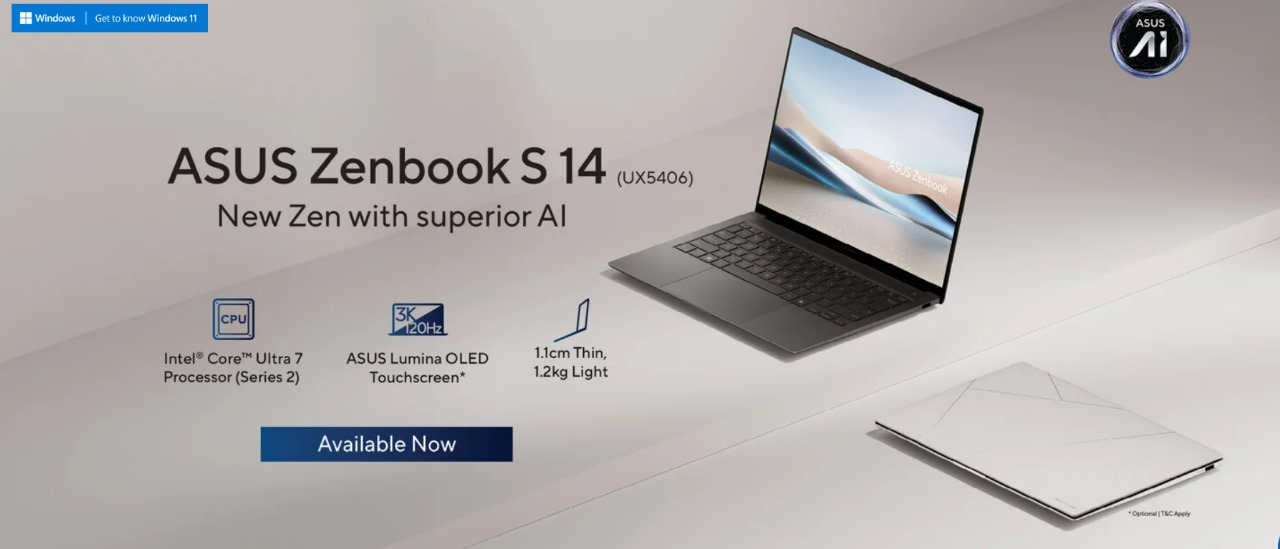 Windows | Get to know Windows 11
ASUS
AI
ASUS Zenbook S 14 (UX5406)
New Zen with superior AI
ASUS Zenbook
CPU
Intel® Core™ Ultra 7
Processor (Series 2)
3K
120Hz
ASUS Lumina OLED
Touchscreen*
1.1cm Thin,
1.2kg Light
Available Now
* Optional | T&C Apply